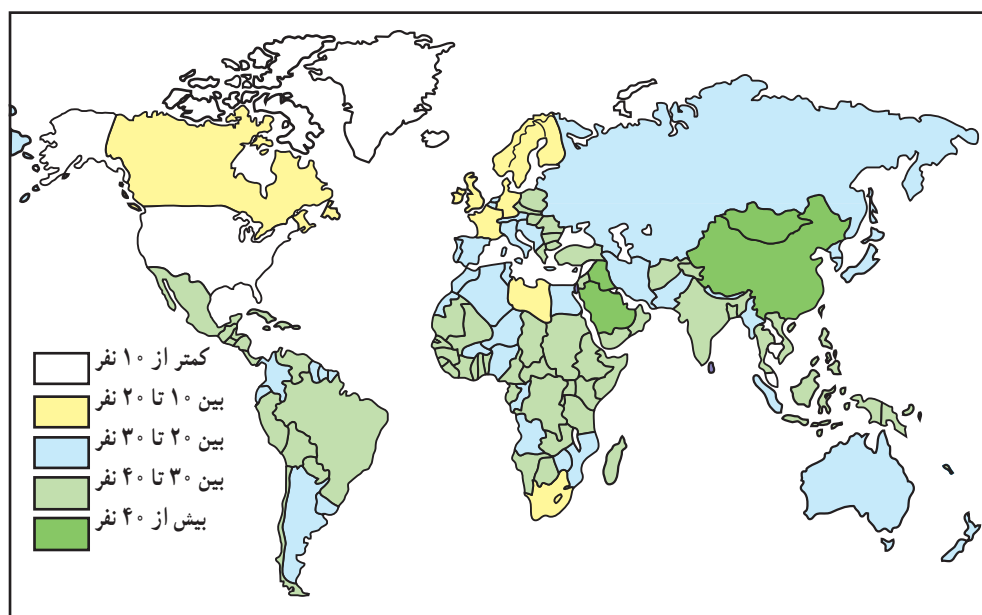 کمتر از ۱۰ نفر
بین ۱۰ تا ۲۰ نفر
بین ۲۰ تا ۳۰ نفر
بین ۳۰ تا ۴۰ نفر
بیش از ۴۰ نفر